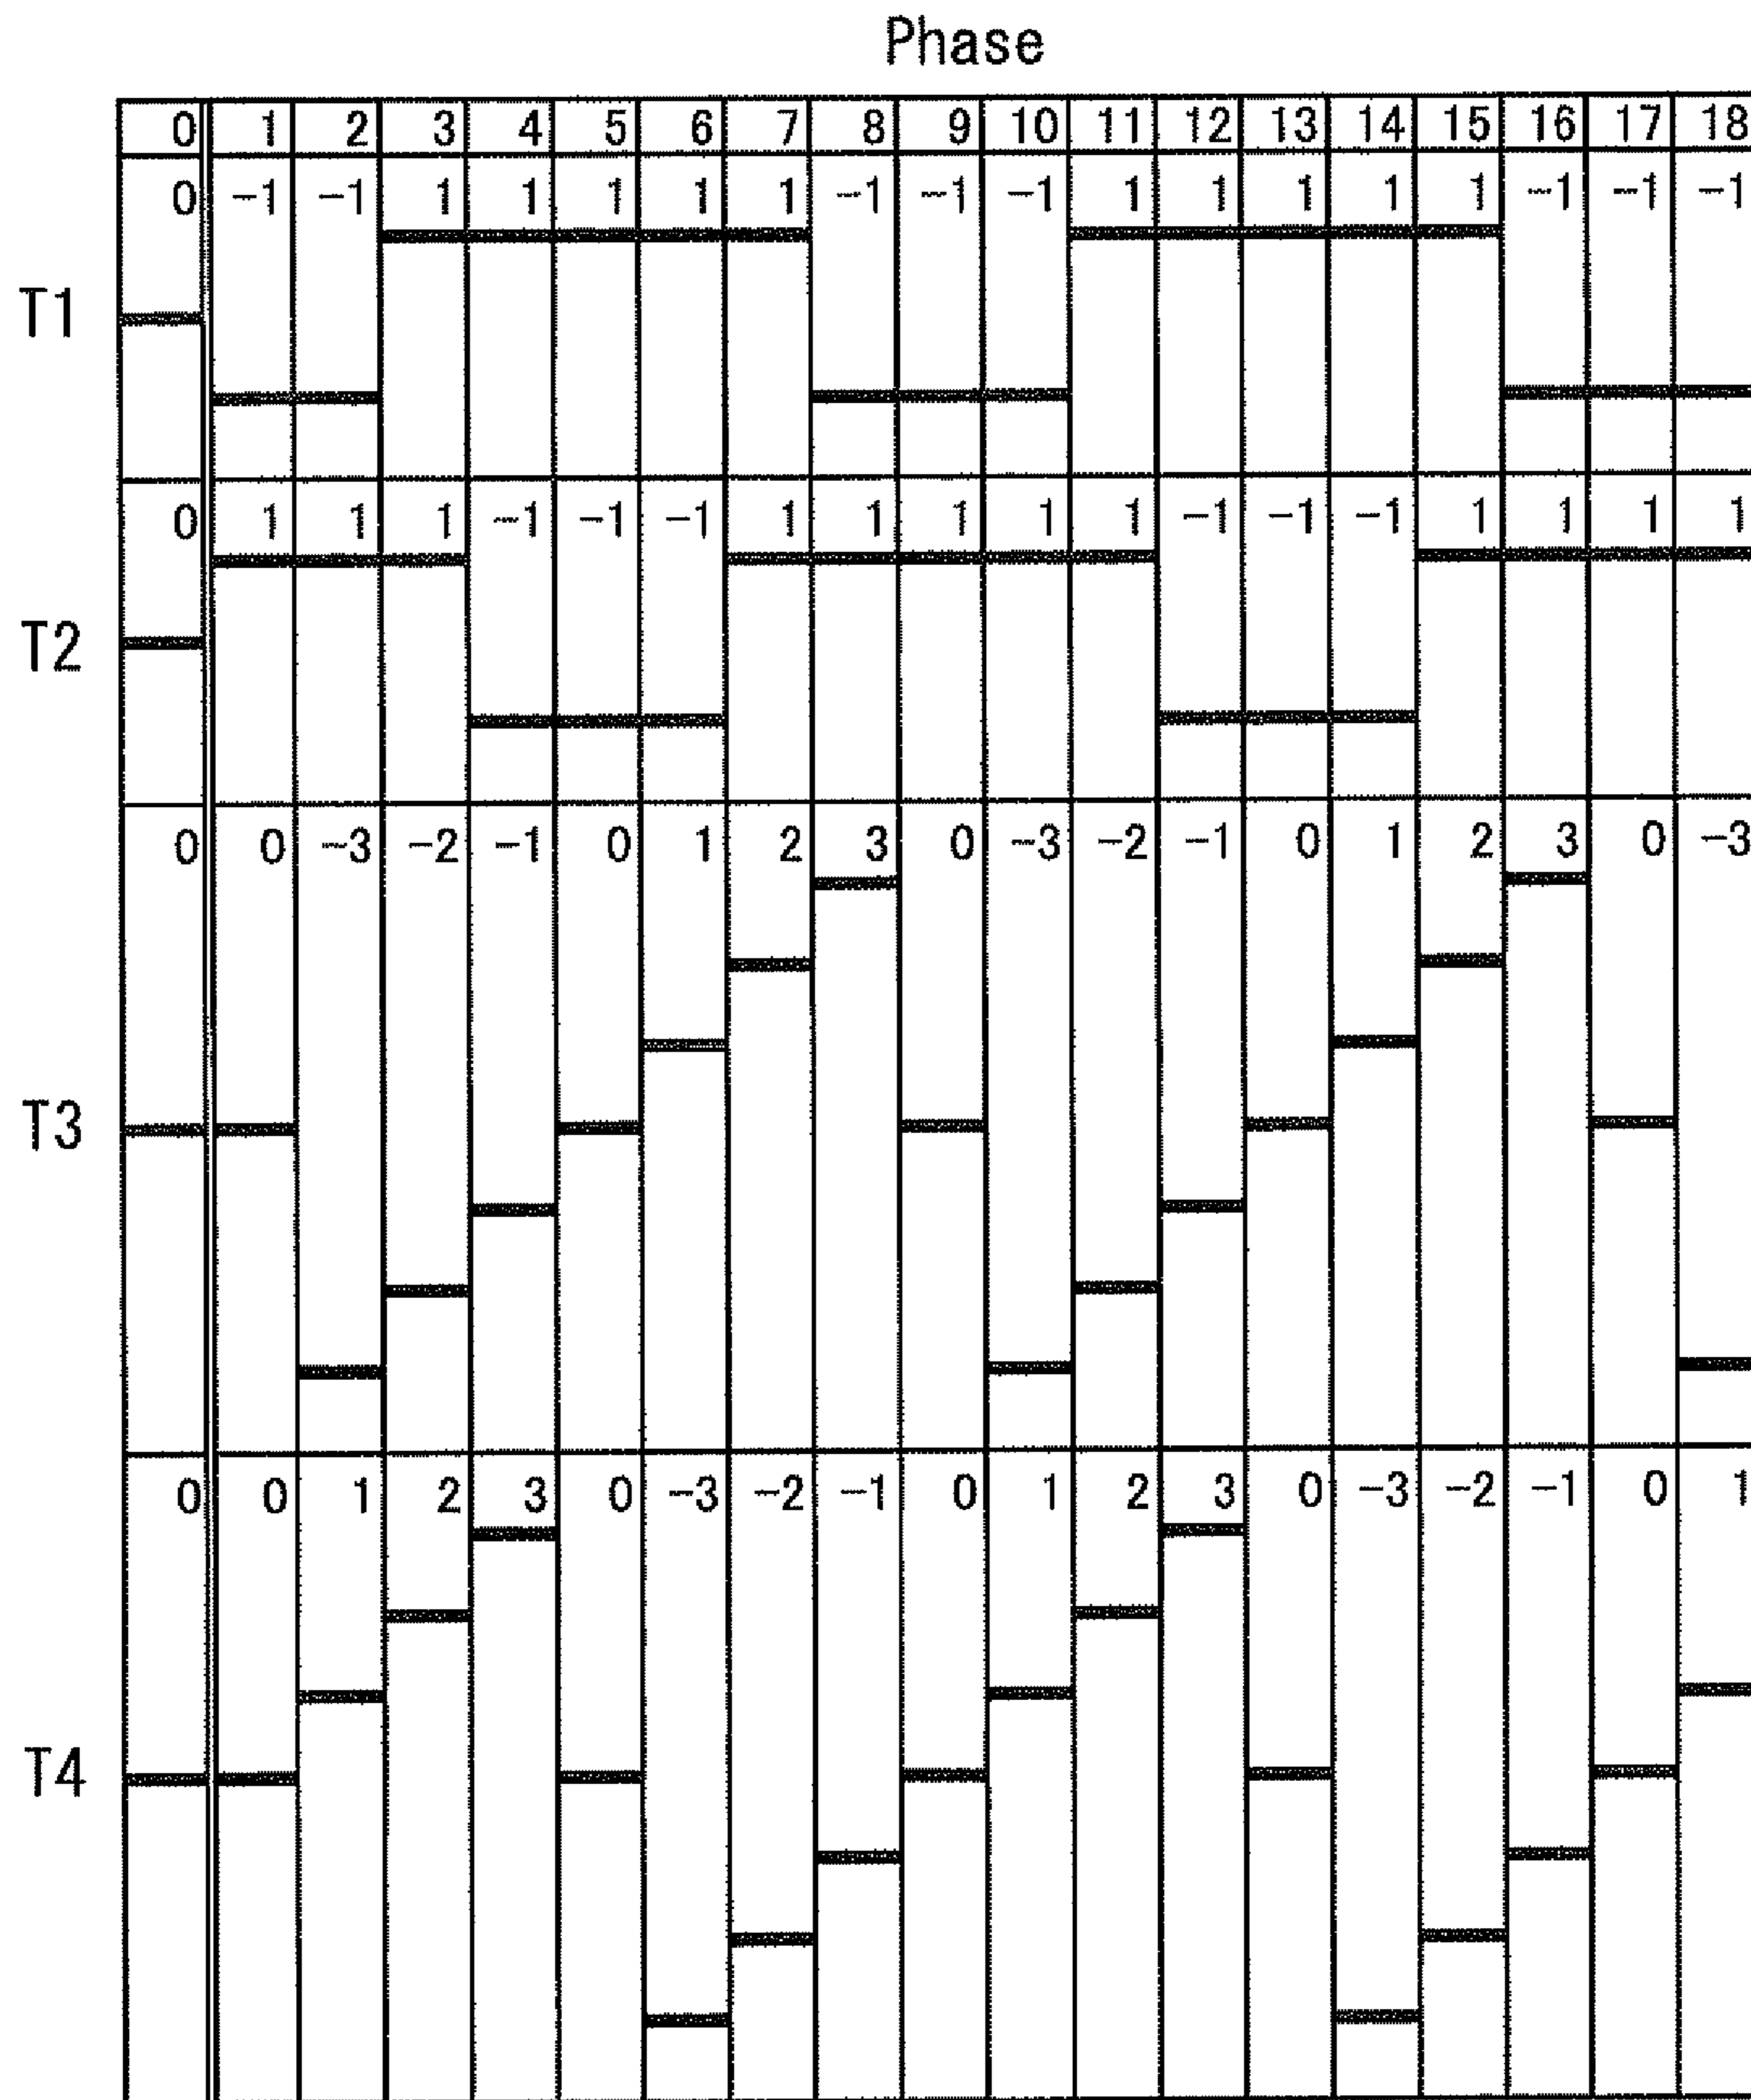 Phase
0 1 2 3 4 5 6 7 8 9 10 11 12 13 14 15 16 17 18
0 -1 -1 1 1 1 1 1 -1 -1 -1 1 1 1 1 1 -1 -1 -1
T1
0 1 1 1 -1 -1 -1 1 1 1 1 1 -1 -1 -1 1 1 1 1
T2
0 0 -3 -2 -1 0 1 2 3 0 -3 -2 -1 0 1 2 3 0 -3
T3
0 0 1 2 3 0 -3 -2 -1 0 1 2 3 0 -3 -2 -1 0 1
T4